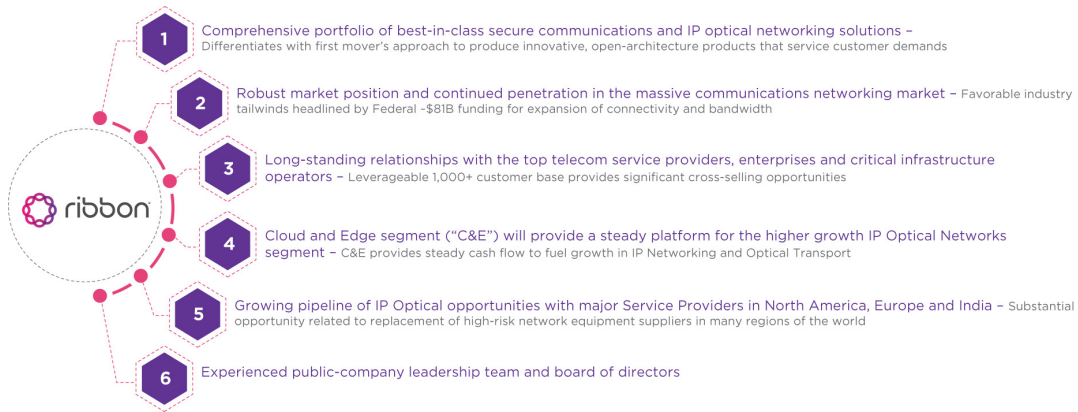 1
Comprehensive portfolio of best-in-class secure communications and IP optical networking solutions –
Differentiates with first mover's approach to produce innovative, open-architecture products that service customer demands
2
Robust market position and continued penetration in the massive communications networking market – Favorable industry
tailwinds headlined by Federal ~$81B funding for expansion of connectivity and bandwidth
3
Long-standing relationships with the top telecom service providers, enterprises and critical infrastructure
operators – Leverageable 1,000+ customer base provides significant cross-selling opportunities
ribbon
4
Cloud and Edge segment ("C&E") will provide a steady platform for the higher growth IP Optical Networks
segment – C&E provides steady cash flow to fuel growth in IP Networking and Optical Transport
5
Growing pipeline of IP Optical opportunities with major Service Providers in North America, Europe and India – Substantial
opportunity related to replacement of high-risk network equipment suppliers in many regions of the world
6
Experienced public-company leadership team and board of directors